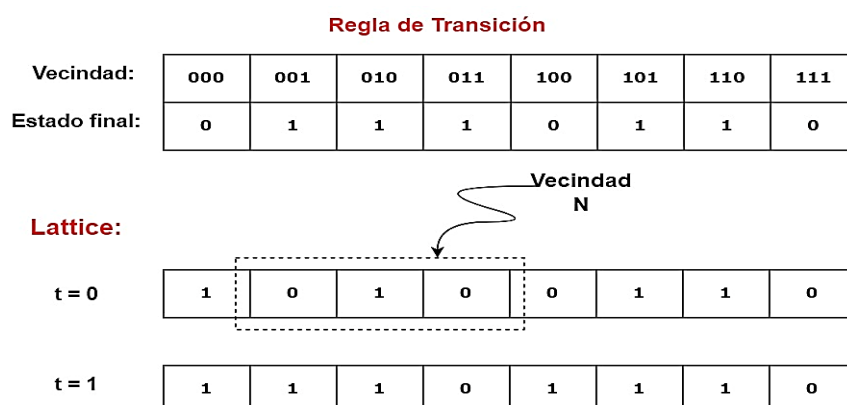 Regla de Transición
Vecindad: 000 001 010 011 100 101 110 111
Estado final: 0 1 1 1 0 1 1 0
Vecindad
N
Lattice:
t = 0 1 0 1 0 0 1 1 0
t = 1 1 1 1 0 1 1 1 0